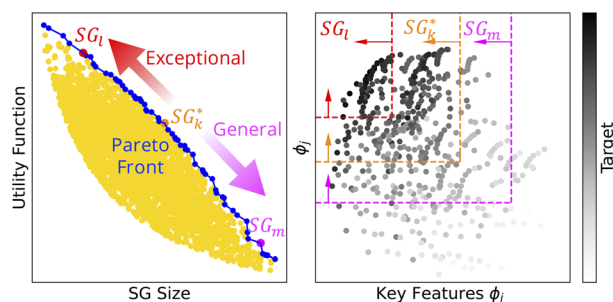 Utility Function
SG_l
Exceptional
SG_k^*
General
Pareto
Front
SG_m
SG Size
SG_l
SG_k^*
SG_m
ϕ_j
Key Features ϕ_i
Target